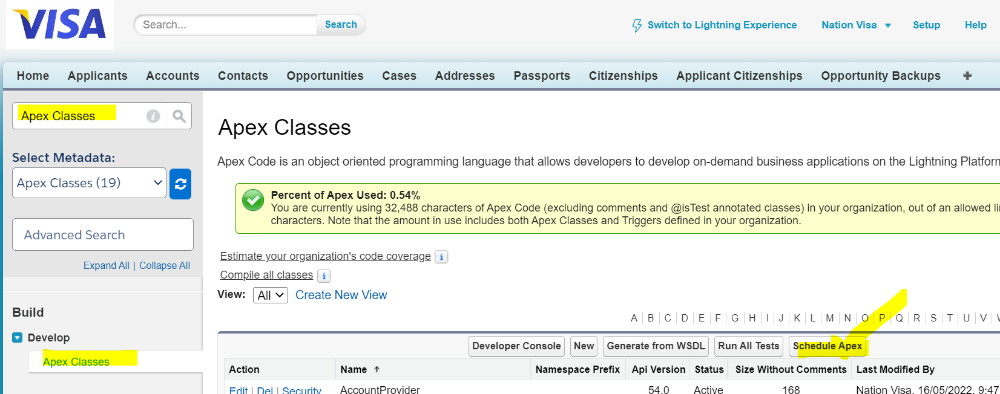 VISA
Search...
Search
Switch to Lightning Experience
Nation Visa
Setup
Help
Home Applicants Accounts Contacts Opportunities Cases Addresses Passports Citizenships Applicant Citizenships Opportunity Backups +
Apex Classes
Select Metadata:
Apex Classes (19)
Advanced Search
Expand All | Collapse All
Build
Develop
Apex Classes
Apex Classes
Apex Code is an object oriented programming language that allows developers to develop on-demand business applications on the Lightning Platform
Percent of Apex Used: 0.54%
You are currently using 32,488 characters of Apex Code (excluding comments and @isTest annotated classes) in your organization, out of an allowed
characters. Note that the amount in use includes both Apex Classes and Triggers defined in your organization.
Estimate your organization's code coverage i
Compile all classes i
View: All Create New View
A | B | C | D | E | F | G | H | I | J | K | L | M | N | O | P | Q | R | S | T | U | V |
Developer Console New Generate from WSDL Run All Tests Schedule Apex
Action Name ↑ Namespace Prefix Api Version Status Size Without Comments Last Modified By
Edit | Del | Security AccountProvider 54.0 Active 168 Nation Visa, 16/05/2022, 9:47